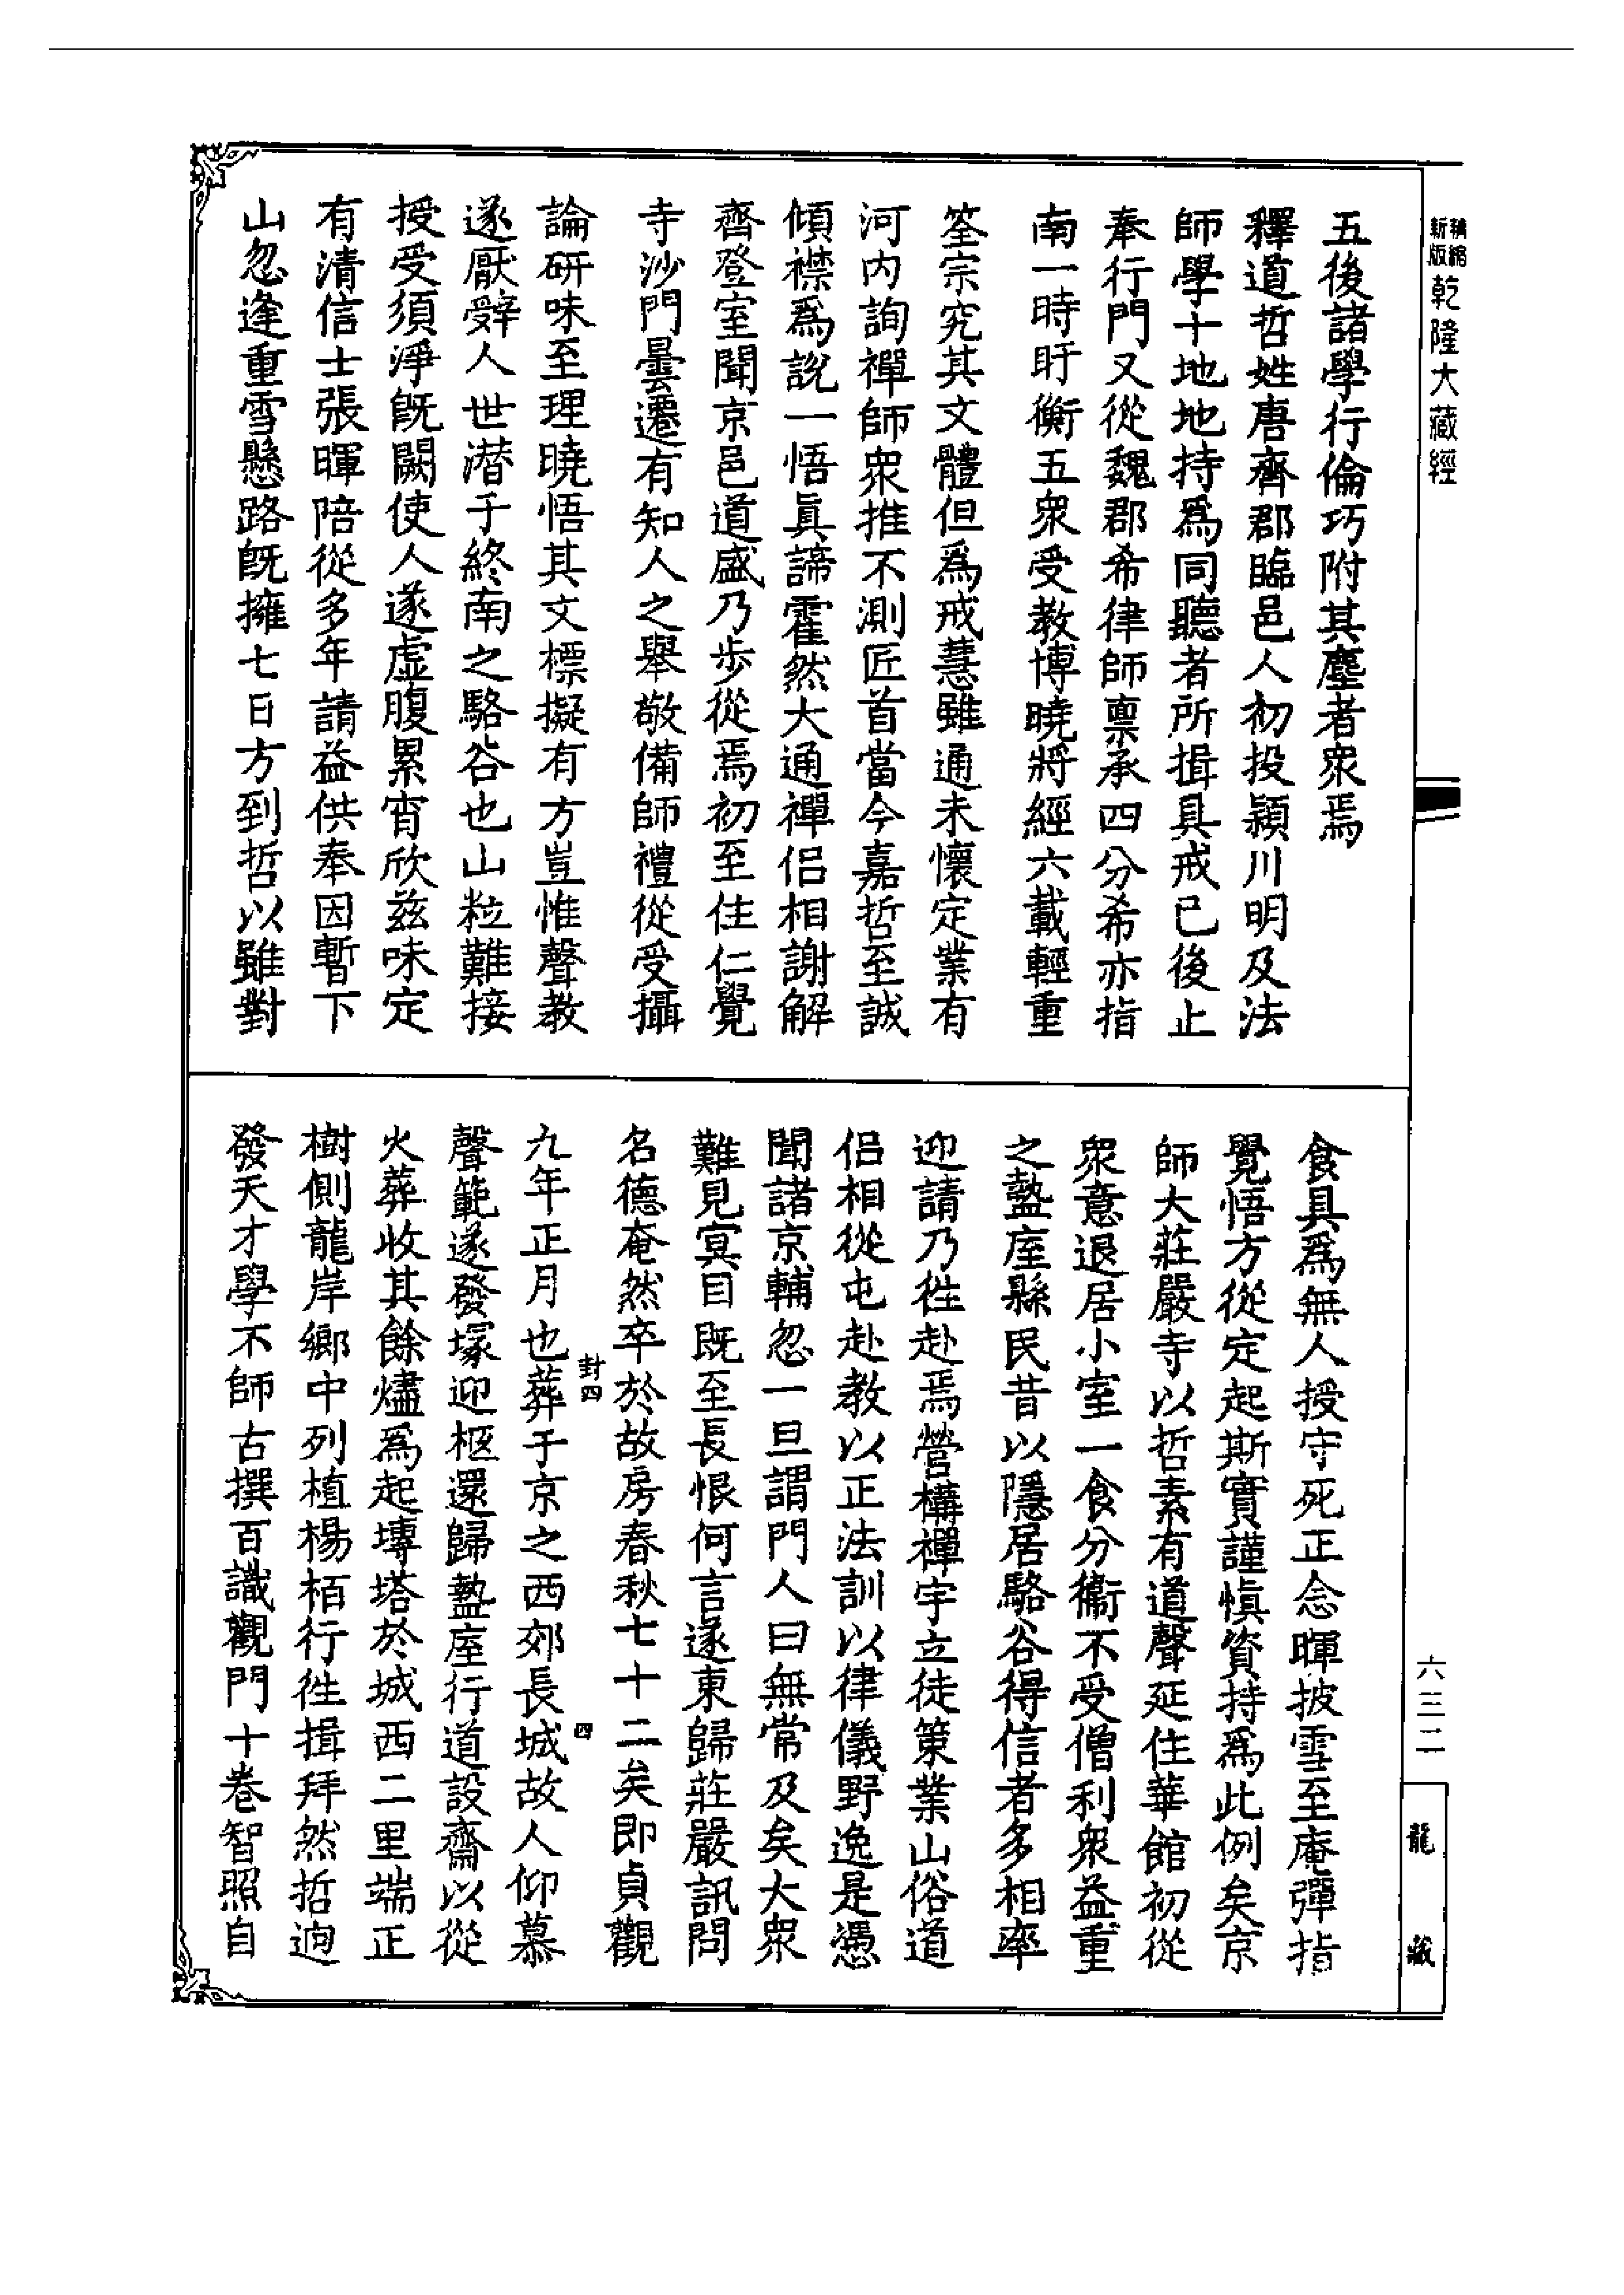 新版精縮
乾隆大藏經
五後諸學行倫巧附其塵者衆焉
釋道哲姓唐齊郡臨邑人初投潁川明及法
師學十地地持爲同聽者所揖具戒已後止
奉行門又從魏郡希律師禀承四分希亦指
南一時盱衡五衆受教博曉將經六載輕重
筌宗究其文體但爲戒慧雖通未懷定業有
河内詢禪師衆推不測匠首當今嘉哲至誠
傾襟爲説一悟眞諦霍然大通禪侣相謝解
齊登室聞京邑道盛乃步從焉初至住仁覺
寺沙門曇遷有知人之舉敬備師禮從受攝
論研味至理曉悟其文標擬有方豈惟聲教
遂厭辤人世潜于終南之駱谷也山粒難接
授受須淨旣闕使人遂虛腹累宵欣兹味定
有清信士張暉陪從多年請益供奉因暫下
山忽逢重雪懸路旣擁七日方到哲以雖對
食具爲無人授守死正念暉披雪至庵彈指
覺悟方從定起斯實謹愼資持爲此例矣京
師大莊嚴寺以哲素有道聲延住華館初從
衆意退居小室一食分衞不受僧利衆益重
之盩庢縣民昔以隱居駱谷得信者多相率
迎請乃徃赴焉營構禪宇立徒策業山俗道
侣相從屯赴教以正法訓以律儀野逸是憑
聞諸京輔忽一旦謂門人曰無常及矣大衆
難見冥目既至長恨何言遂東歸莊嚴訊問
名德奄然卒於故房春秋七十二矣即貞觀
封四
四
九年正月也葬于京之西郊長城故人仰慕
聲範遂發塚迎柩還歸盩庢行道設齋以從
火葬收其餘燼爲起塼塔於城西二里端正
樹側龍岸鄉中列植楊栢行徃揖拜然哲逈
發天才學不師古撰百識觀門十卷智照自
六三二
龍藏